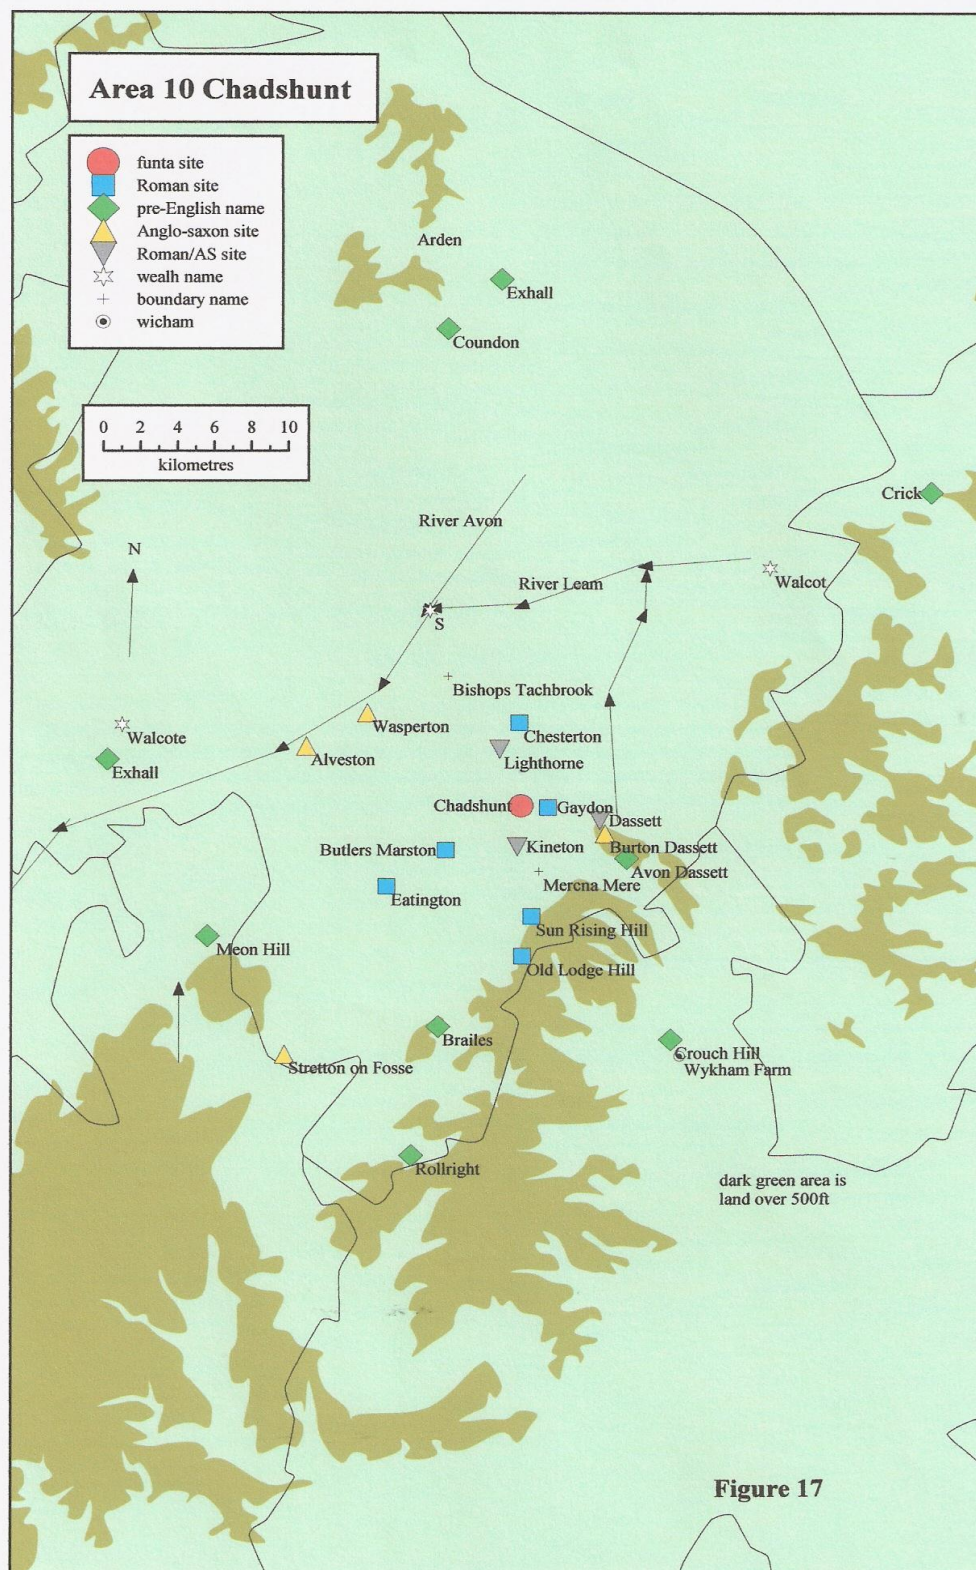 Area 10 Chadshunt
funta site
Roman site
pre-English name
Anglo-saxon site
Roman/AS site
wealh name
boundary name
wicham
0 2 4 6 8 10
kilometres
Arden
Exhall
Coundon
Crick
River Avon
N
River Leam
Walcot
S
Bishops Tachbrook
Wasperton
Chesterton
Walcote
Alveston
Lighthorne
Exhall
Chadshunt
Gaydon
Dassett
Butlers Marston
Kineton
Burton Dassett
Avon Dassett
Mercna Mere
Eatington
Sun Rising Hill
Meon Hill
Old Lodge Hill
Brailes
Crouch Hill
Stretton on Fosse
Wykham Farm
Rollright
dark green area is
land over 500ft
Figure 17